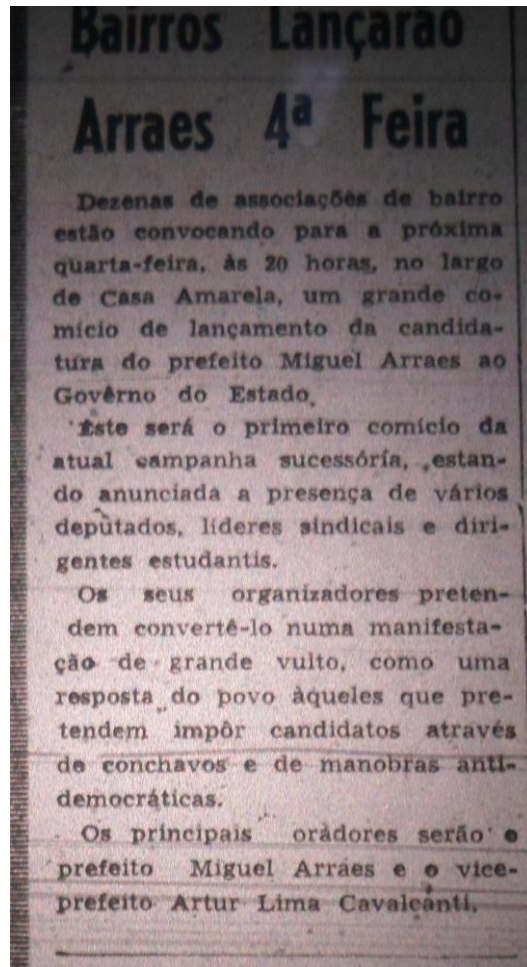 Bairros Lançarão
Arraes 4ª Feira
Dezenas de associações de bairro
estão convocando para a próxima
quarta-feira, às 20 horas, no largo
de Casa Amarela, um grande co-
mício de lançamento da candida-
tura do prefeito Miguel Arraes ao
Govêrno do Estado.
Êste será o primeiro comício da
atual campanha sucessória, estan-
do anunciada a presença de vários
deputados, líderes sindicais e diri-
gentes estudantis.
Os seus organizadores preten-
dem convertê-lo numa manifesta-
ção de grande vulto, como uma
resposta do povo àqueles que pre-
tendem impôr candidatos através
de conchavos e de manobras anti-
democráticas.
Os principais oradores serão o
prefeito Miguel Arraes e o vice-
prefeito Artur Lima Cavalcánti.